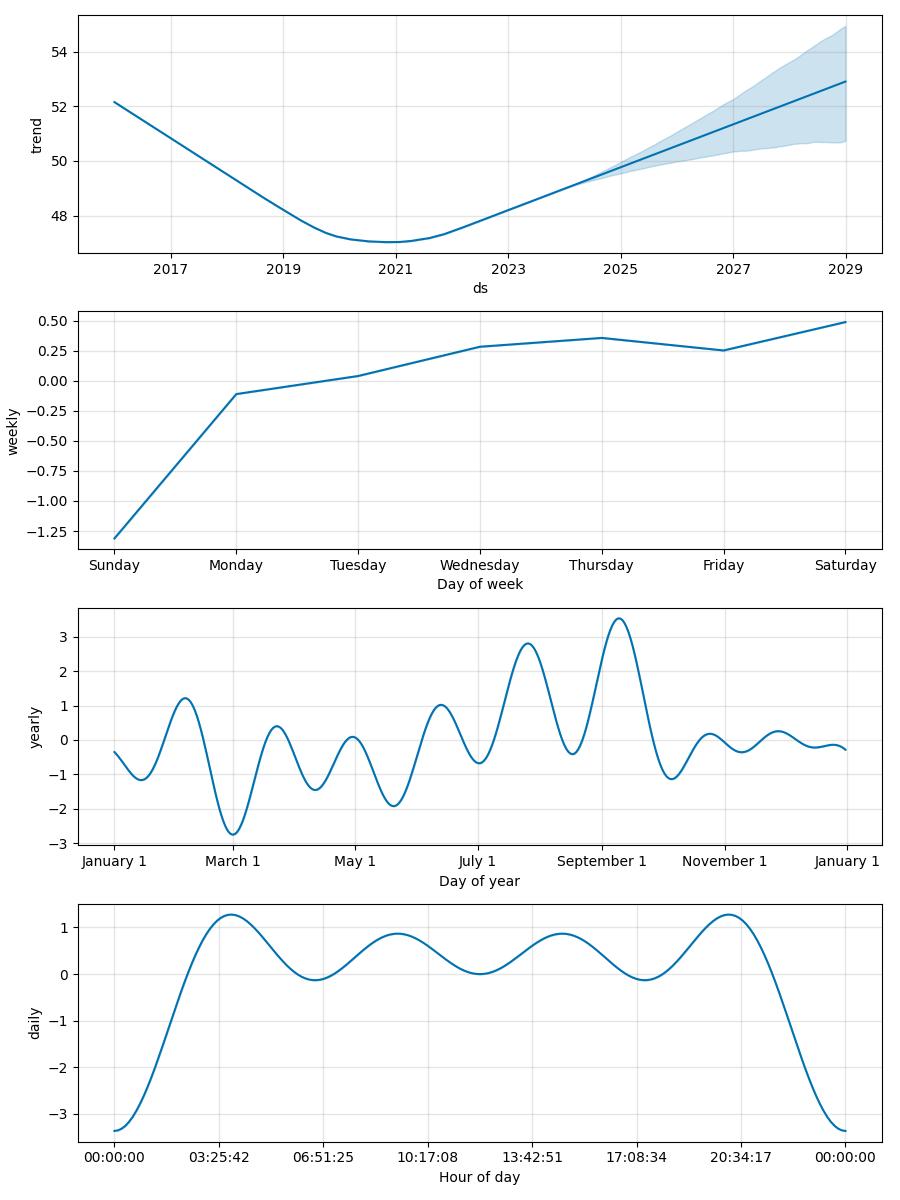 54
52
50
48
trend
2017 2019 2021 2023 2025 2027 2029
ds
0.50
0.25
0.00
−0.25
−0.50
−0.75
−1.00
−1.25
weekly
Sunday Monday Tuesday Wednesday Thursday Friday Saturday
Day of week
3
2
1
0
−1
−2
−3
yearly
January 1 March 1 May 1 July 1 September 1 November 1 January 1
Day of year
1
0
−1
−2
−3
daily
00:00:00 03:25:42 06:51:25 10:17:08 13:42:51 17:08:34 20:34:17 00:00:00
Hour of day